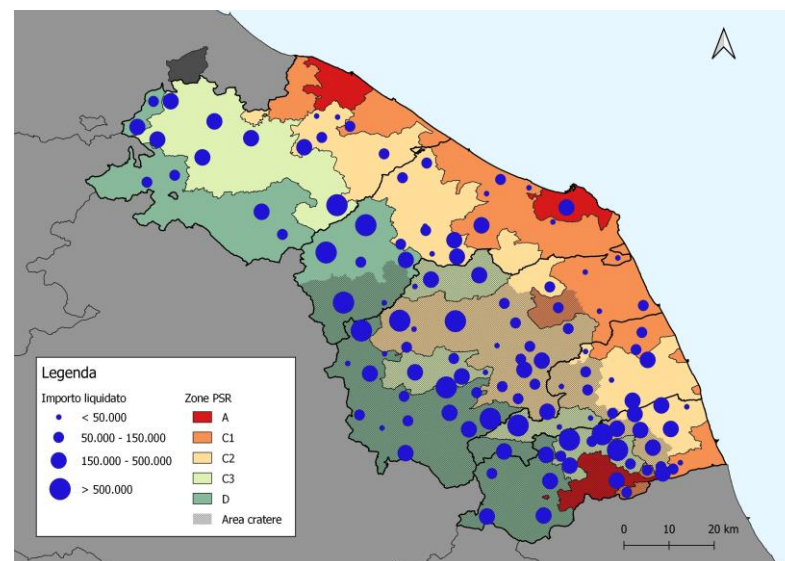 Legenda
Importo liquidato
< 50.000
50.000 - 150.000
150.000 - 500.000
> 500.000
Zone PSR
A
C1
C2
C3
D
Area cratere
0 10 20 km